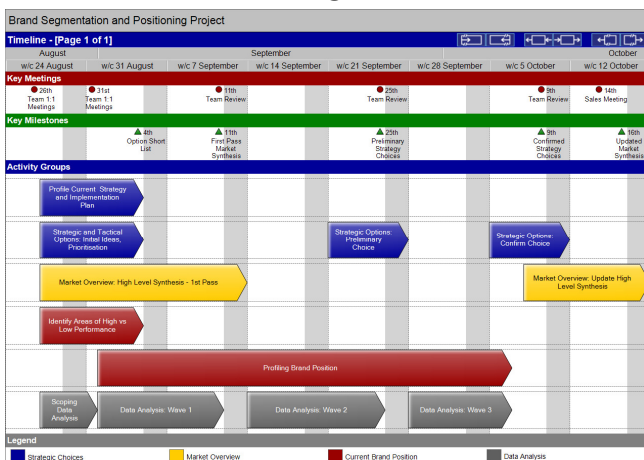 Brand Segmentation and Positioning Project
Timeline - [Page 1 of 1]
August September October
w/c 24 August w/c 31 August w/c 7 September w/c 14 September w/c 21 September w/c 28 September w/c 5 October w/c 12 October
Key Meetings
26th 31st 11th 25th 9th 14th
Team 1:1 Team 1:1 Team Review Team Review Team Review Sales Meeting
Meetings Meetings
Key Milestones
4th 11th 25th 9th 16th
Option Short First Pass Preliminary Confirmed Updated
List Market Strategy Strategy Market
Synthesis Choices Choices Synthesis
Activity Groups
Profile Current Strategy
and Implementation
Plan
Strategic and Tactical
Options: Initial Ideas,
Prioritisation
Strategic Options:
Preliminary
Choice
Strategic Options:
Confirm Choice
Market Overview: High Level Synthesis - 1st Pass
Market Overview: Update High
Level Synthesis
Identify Areas of High vs
Low Performance
Profiling Brand Position
Scoping
Data
Analysis
Data Analysis: Wave 1
Data Analysis: Wave 2
Data Analysis: Wave 3
Legend
Strategic Choices Market Overview Current Brand Position Data Analysis